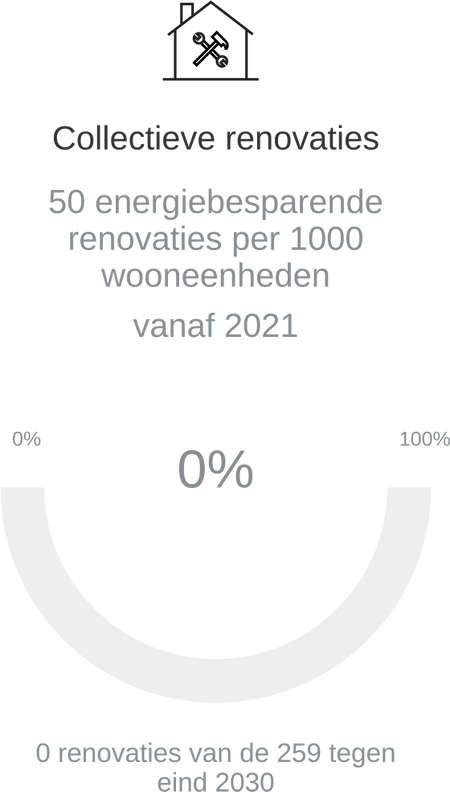 Collectieve renovaties
50 energiebesparende
renovaties per 1000
wooneenheden
vanaf 2021
0%
100%
0%
0 renovaties van de 259 tegen
eind 2030